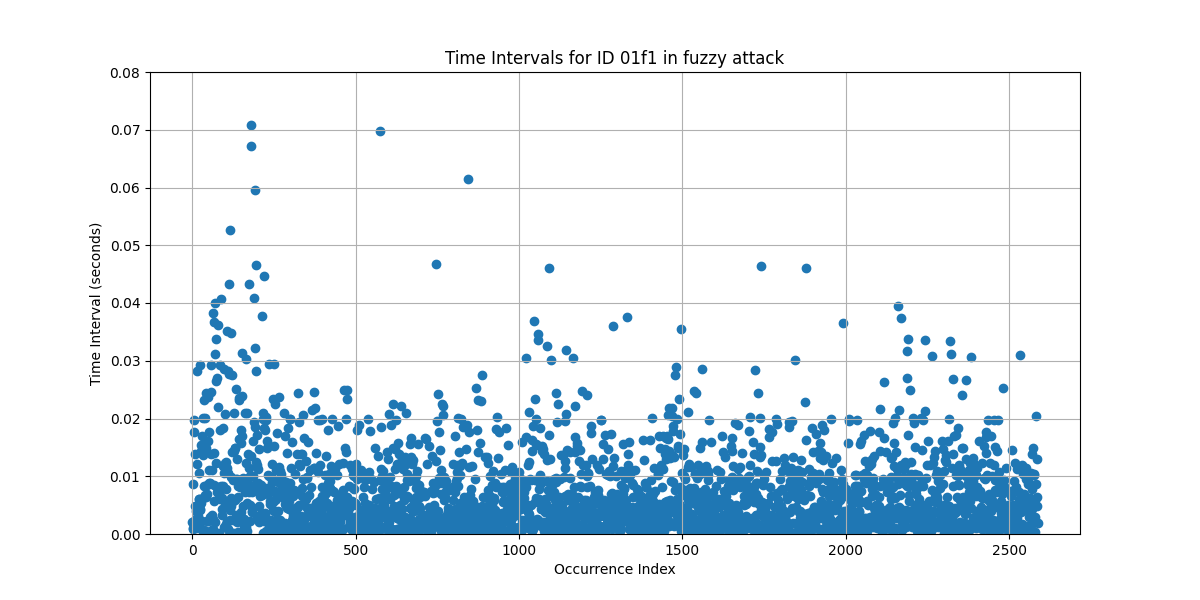 Time Intervals for ID 01f1 in fuzzy attack
0.08
0.07
0.06
0.05
0.04
0.03
0.02
0.01
0.00
Time Interval (seconds)
0 500 1000 1500 2000 2500
Occurrence Index